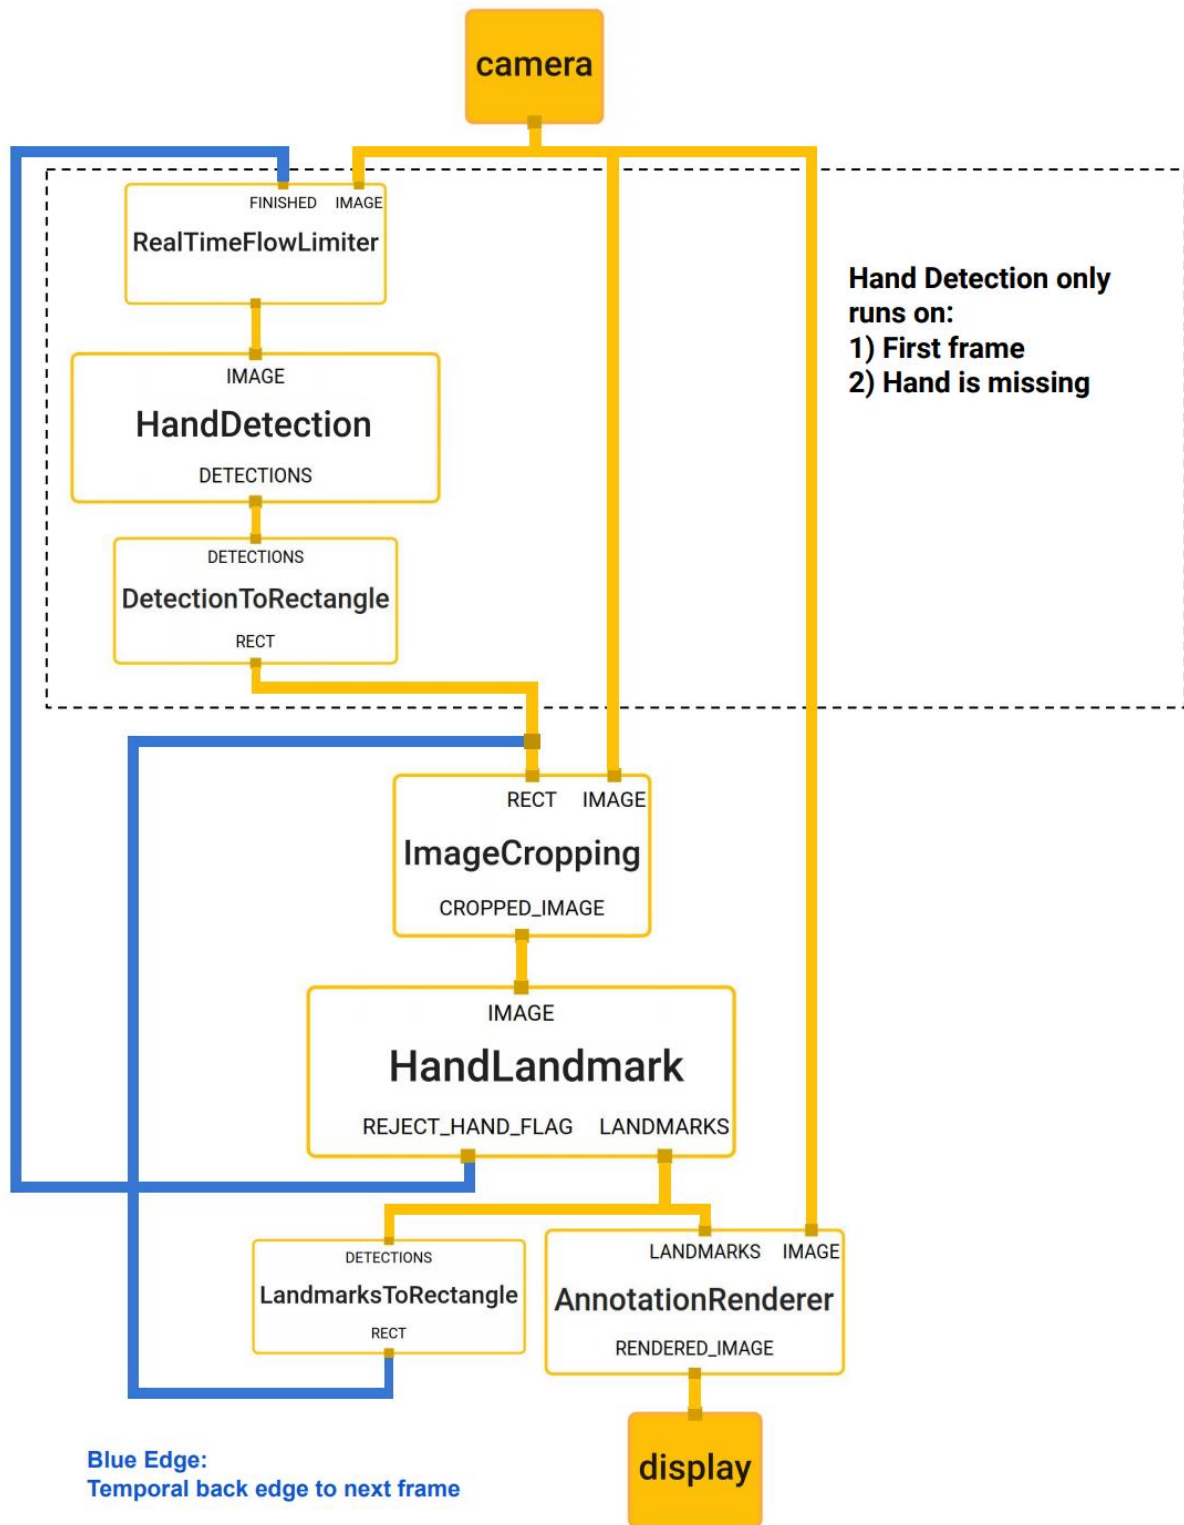 camera
FINISHED IMAGE
RealTimeFlowLimiter
Hand Detection only
runs on:
1) First frame
2) Hand is missing
IMAGE
HandDetection
DETECTIONS
DETECTIONS
DetectionToRectangle
RECT
RECT IMAGE
ImageCropping
CROPPED_IMAGE
IMAGE
HandLandmark
REJECT_HAND_FLAG LANDMARKS
DETECTIONS
LandmarksToRectangle
RECT
LANDMARKS IMAGE
AnnotationRenderer
RENDERED_IMAGE
display
Blue Edge:
Temporal back edge to next frame